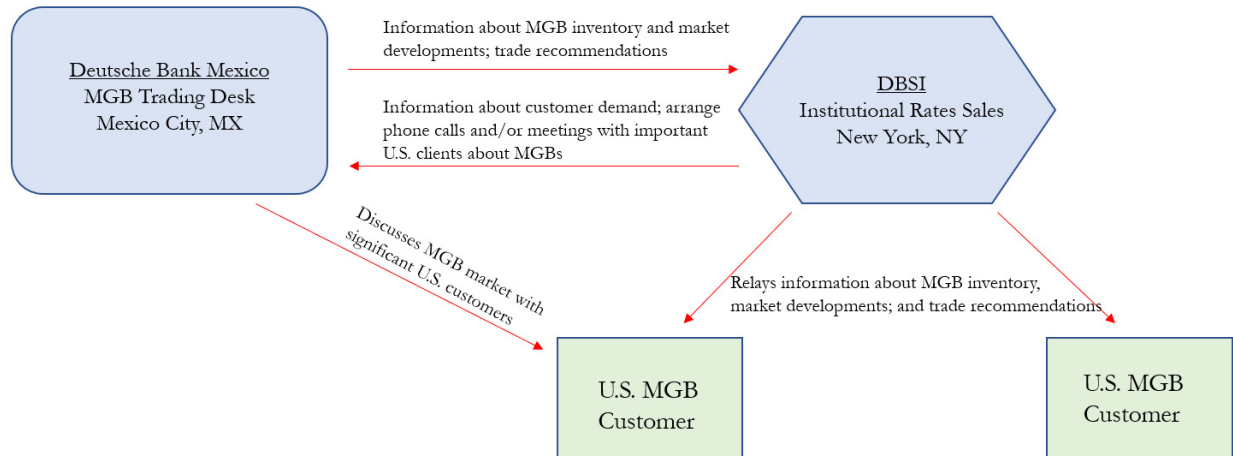 Deutsche Bank Mexico
MGB Trading Desk
Mexico City, MX
Information about MGB inventory and market
developments; trade recommendations
Information about customer demand; arrange
phone calls and/or meetings with important
U.S. clients about MGBs
DBSI
Institutional Rates Sales
New York, NY
Discusses MGB market with
significant U.S. customers
Relays information about MGB inventory,
market developments; and trade recommendations
U.S. MGB
Customer
U.S. MGB
Customer